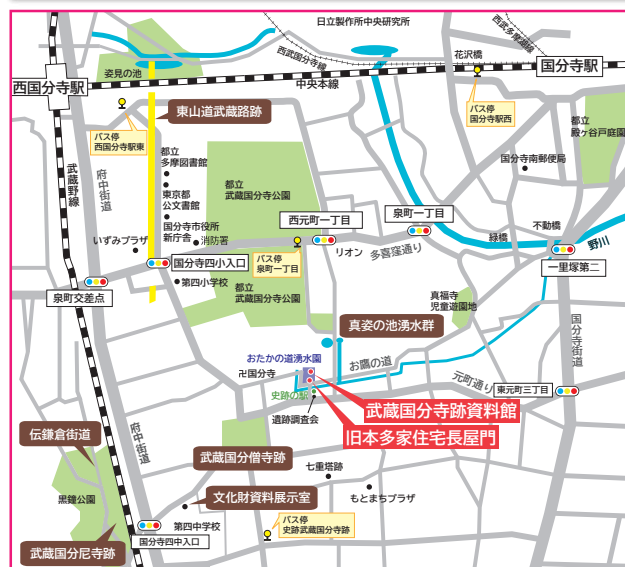 日立製作所中央研究所
西武国分寺線
西武多摩湖線
花沢橋
国分寺駅
姿見の池
西国分寺駅
中央本線
バス停
国分寺駅西
バス停
西国分寺駅東
東山道武蔵路跡
都立
殿ヶ谷戸庭園
武蔵野線
府中街道
都立
多摩図書館
東京都
公文書館
国分寺市役所
新庁舎
消防署
都立
武蔵国分寺公園
国分寺南郵便局
西元町一丁目
泉町一丁目
いずみプラザ
リオン
多喜窪通り
緑橋
不動橋
野川
バス停
泉町一丁目
国分寺四小入口
一里塚第二
第四小学校
泉町交差点
都立
武蔵国分寺公園
真福寺
児童遊園地
真姿の池湧水群
国分寺街道
おたかの道湧水園
お鷹の道
卍国分寺
元町通り
史跡の駅
東元町三丁目
武蔵国分寺跡資料館
遺跡調査会
旧本多家住宅長屋門
伝鎌倉街道
府中街道
武蔵国分僧寺跡
七重塔跡
黒鐘公園
文化財資料展示室
もとまちプラザ
第四中学校
バス停
史跡武蔵国分寺跡
国分寺四中入口
武蔵国分尼寺跡